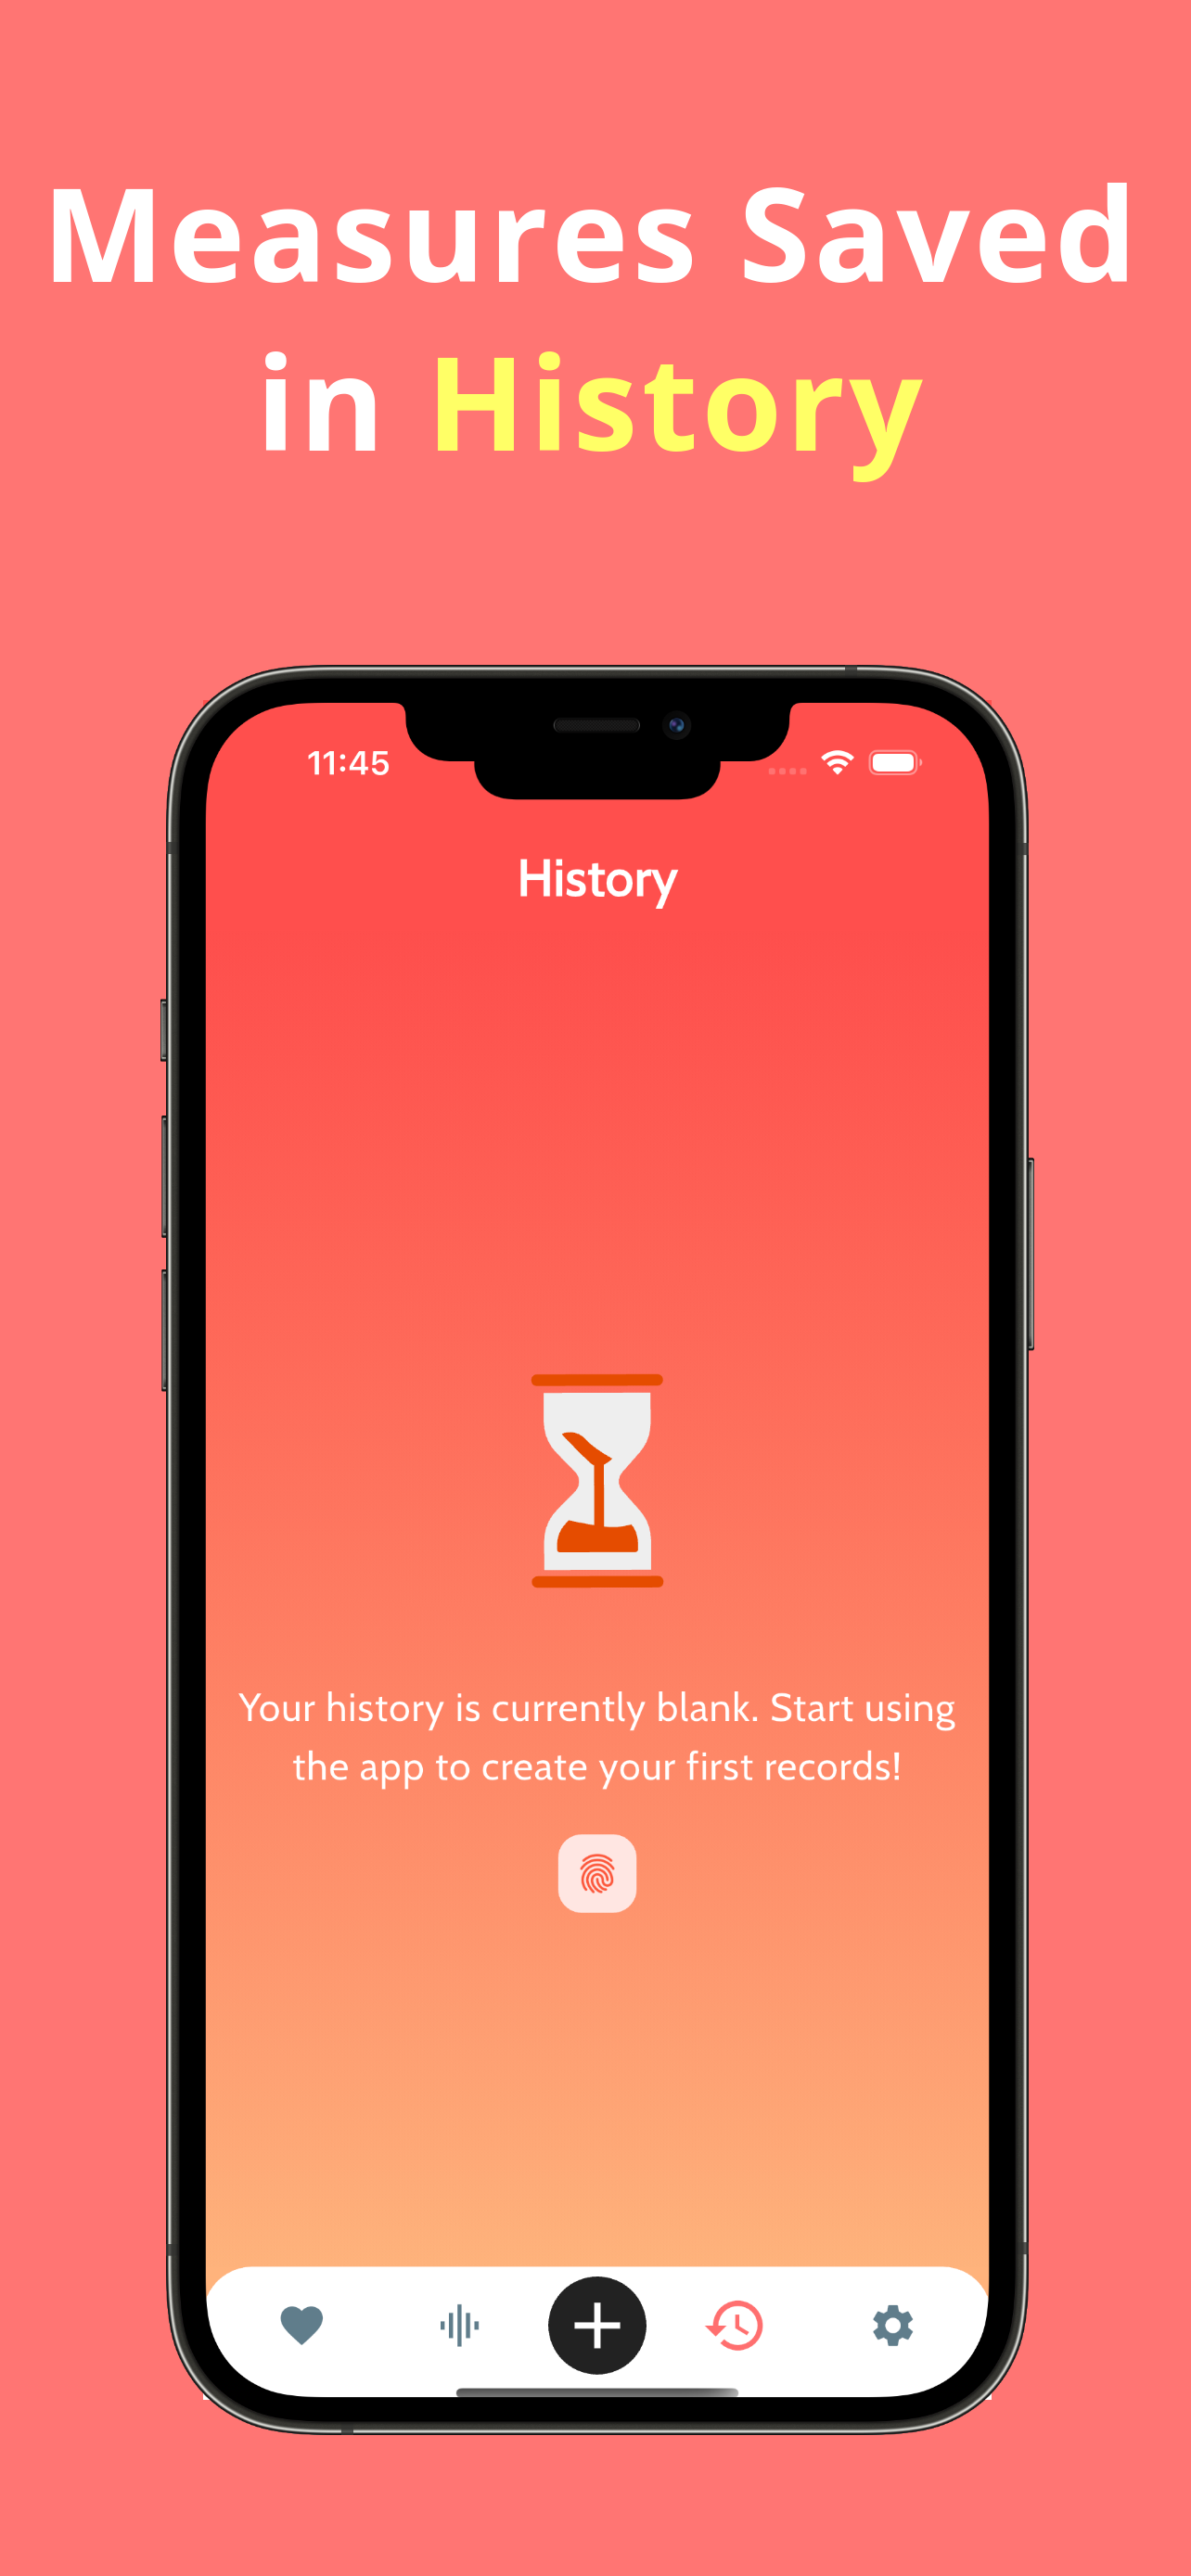 Measures Saved
in History
11:45
History
Your history is currently blank. Start using
the app to create your first records!